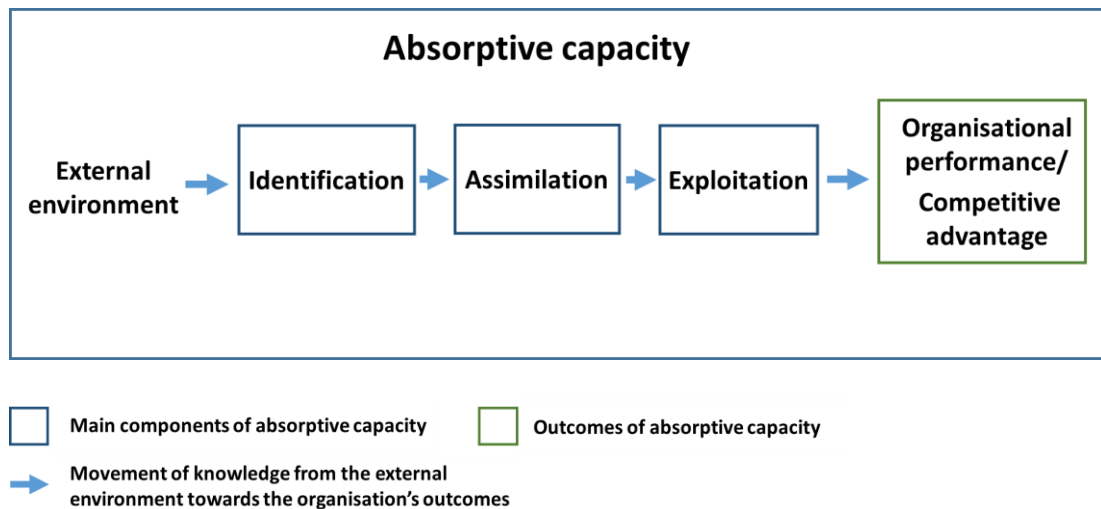 Absorptive capacity
External
environment
Identification
Assimilation
Exploitation
Organisational
performance/
Competitive
advantage
Main components of absorptive capacity
Outcomes of absorptive capacity
Movement of knowledge from the external
environment towards the organisation's outcomes